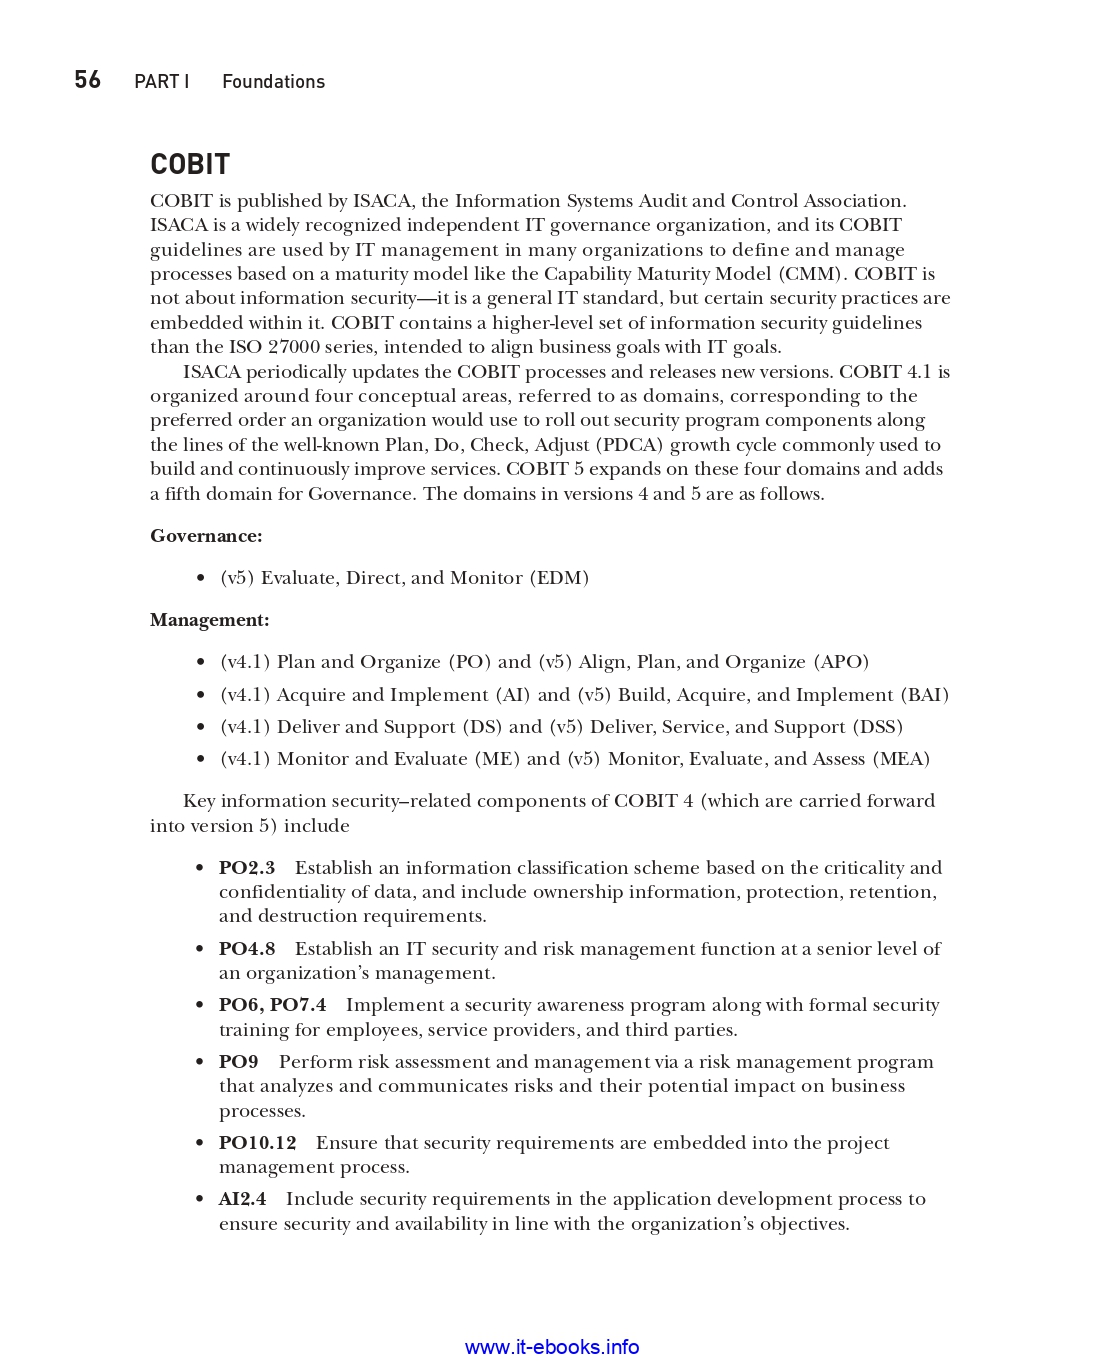 56 PART I Foundations
COBIT
COBIT is published by ISACA, the Information Systems Audit and Control Association.
ISACA is a widely recognized independent IT governance organization, and its COBIT
guidelines are used by IT management in many organizations to define and manage
processes based on a maturity model like the Capability Maturity Model (CMM). COBIT is
not about information security—it is a general IT standard, but certain security practices are
embedded within it. COBIT contains a higher-level set of information security guidelines
than the ISO 27000 series, intended to align business goals with IT goals.
ISACA periodically updates the COBIT processes and releases new versions. COBIT 4.1 is
organized around four conceptual areas, referred to as domains, corresponding to the
preferred order an organization would use to roll out security program components along
the lines of the well-known Plan, Do, Check, Adjust (PDCA) growth cycle commonly used to
build and continuously improve services. COBIT 5 expands on these four domains and adds
a fifth domain for Governance. The domains in versions 4 and 5 are as follows.
Governance:
• (v5) Evaluate, Direct, and Monitor (EDM)
Management:
• (v4.1) Plan and Organize (PO) and (v5) Align, Plan, and Organize (APO)
• (v4.1) Acquire and Implement (AI) and (v5) Build, Acquire, and Implement (BAI)
• (v4.1) Deliver and Support (DS) and (v5) Deliver, Service, and Support (DSS)
• (v4.1) Monitor and Evaluate (ME) and (v5) Monitor, Evaluate, and Assess (MEA)
Key information security–related components of COBIT 4 (which are carried forward
into version 5) include
• PO2.3 Establish an information classification scheme based on the criticality and
confidentiality of data, and include ownership information, protection, retention,
and destruction requirements.
• PO4.8 Establish an IT security and risk management function at a senior level of
an organization’s management.
• PO6, PO7.4 Implement a security awareness program along with formal security
training for employees, service providers, and third parties.
• PO9 Perform risk assessment and management via a risk management program
that analyzes and communicates risks and their potential impact on business
processes.
• PO10.12 Ensure that security requirements are embedded into the project
management process.
• AI2.4 Include security requirements in the application development process to
ensure security and availability in line with the organization’s objectives.
www.it-ebooks.info